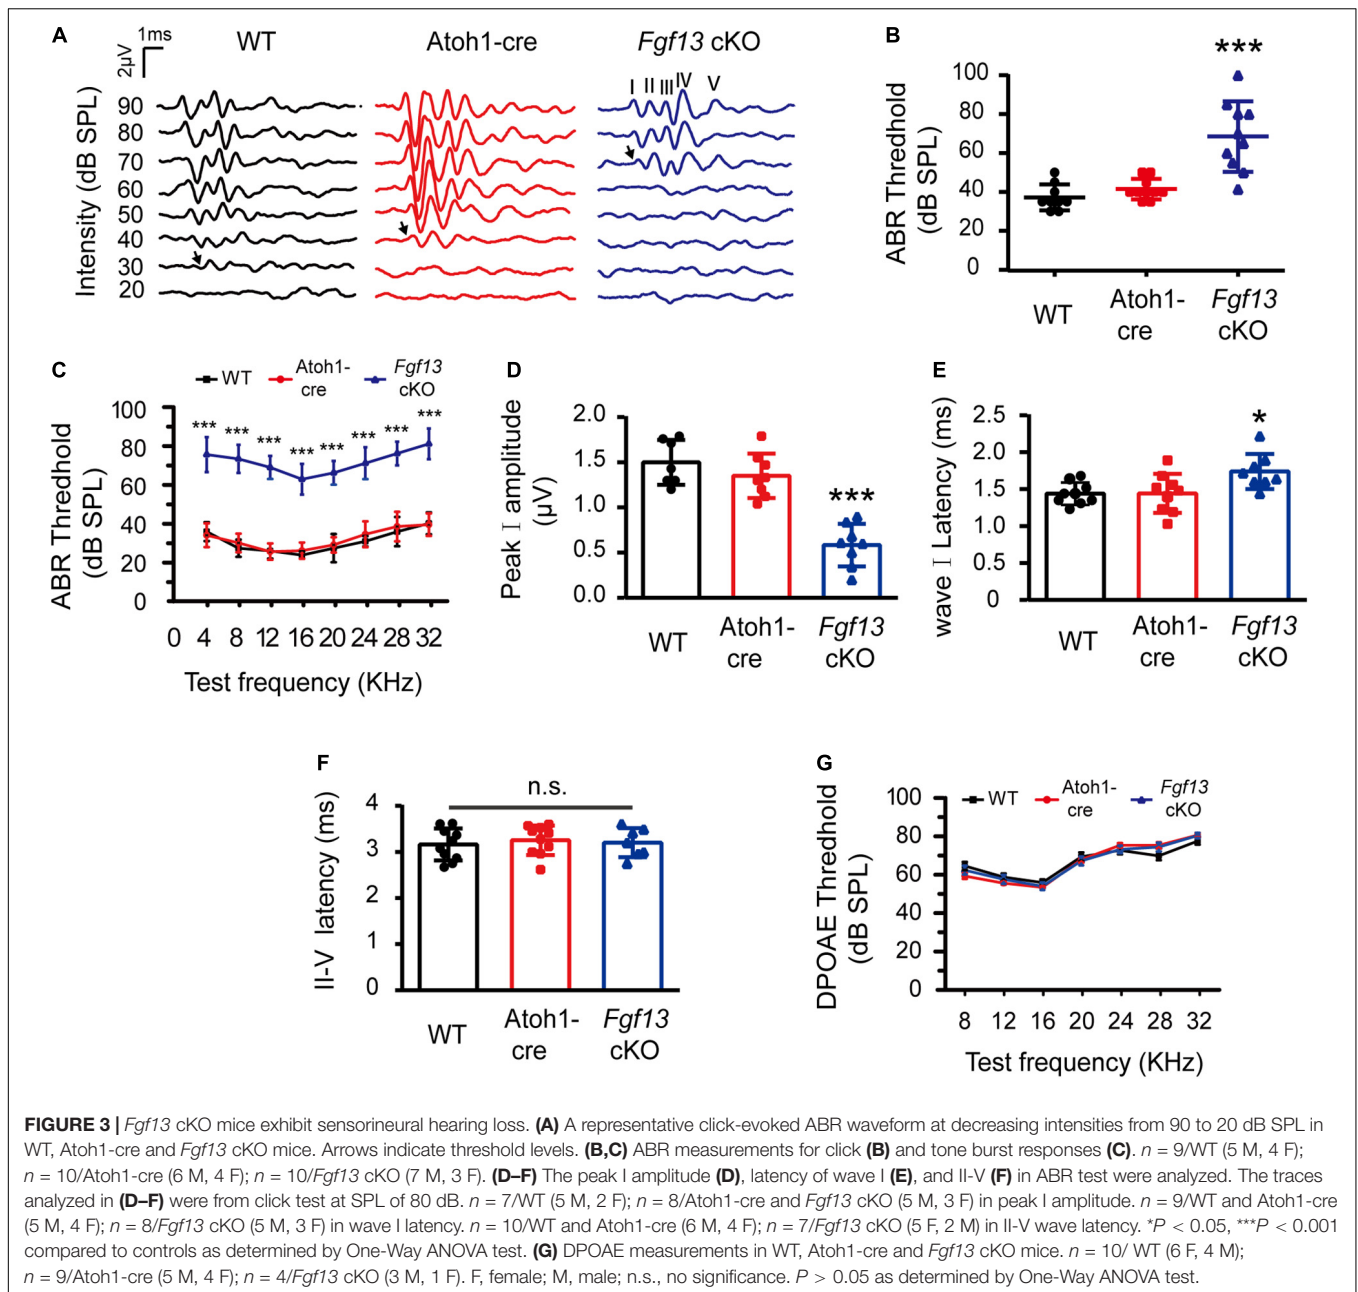 A
1ms
2μV
WT
Atoh1-cre
Fgf13 cKO
I II III IV V
Intensity (dB SPL)
90
80
70
60
50
40
30
20
B
***
ABR Thredhold
(dB SPL)
100
80
60
40
20
0
WT
Atoh1-
cre
Fgf13
cKO
C
WT
Atoh1-
cre
Fgf13
cKO
ABR Thredhold
(dB SPL)
100
80
60
40
20
0
*** *** *** *** *** *** *** ***
0 4 8 12 16 20 24 28 32
Test frequency (KHz)
D
Peak I amplitude
(μV)
2.0
1.5
1.0
0.5
0.0
***
WT
Atoh1-
cre
Fgf13
cKO
E
wave I Latency (ms)
2.5
2.0
1.5
1.0
0.5
0
*
WT
Atoh1-
cre
Fgf13
cKO
F
n.s.
II-V latency (ms)
4
3
2
1
0
WT
Atoh1-
cre
Fgf13
cKO
G
WT
Atoh1-
cre
Fgf13
cKO
DPOAE Thredhold
(dB SPL)
100
80
60
40
20
0
8 12 16 20 24 28 32
Test frequency (KHz)
FIGURE 3 | Fgf13 cKO mice exhibit sensorineural hearing loss. (A) A representative click-evoked ABR waveform at decreasing intensities from 90 to 20 dB SPL in
WT, Atoh1-cre and Fgf13 cKO mice. Arrows indicate threshold levels. (B,C) ABR measurements for click (B) and tone burst responses (C). n = 9/WT (5 M, 4 F);
n = 10/Atoh1-cre (6 M, 4 F); n = 10/Fgf13 cKO (7 M, 3 F). (D–F) The peak I amplitude (D), latency of wave I (E), and II-V (F) in ABR test were analyzed. The traces
analyzed in (D–F) were from click test at SPL of 80 dB. n = 7/WT (5 M, 2 F); n = 8/Atoh1-cre and Fgf13 cKO (5 M, 3 F) in peak I amplitude. n = 9/WT and Atoh1-cre
(5 M, 4 F); n = 8/Fgf13 cKO (5 M, 3 F) in wave I latency. n = 10/WT and Atoh1-cre (6 M, 4 F); n = 7/Fgf13 cKO (5 F, 2 M) in II-V wave latency. *P < 0.05, ***P < 0.001
compared to controls as determined by One-Way ANOVA test. (G) DPOAE measurements in WT, Atoh1-cre and Fgf13 cKO mice. n = 10/ WT (6 F, 4 M);
n = 9/Atoh1-cre (5 M, 4 F); n = 4/Fgf13 cKO (3 M, 1 F). F, female; M, male; n.s., no significance. P > 0.05 as determined by One-Way ANOVA test.